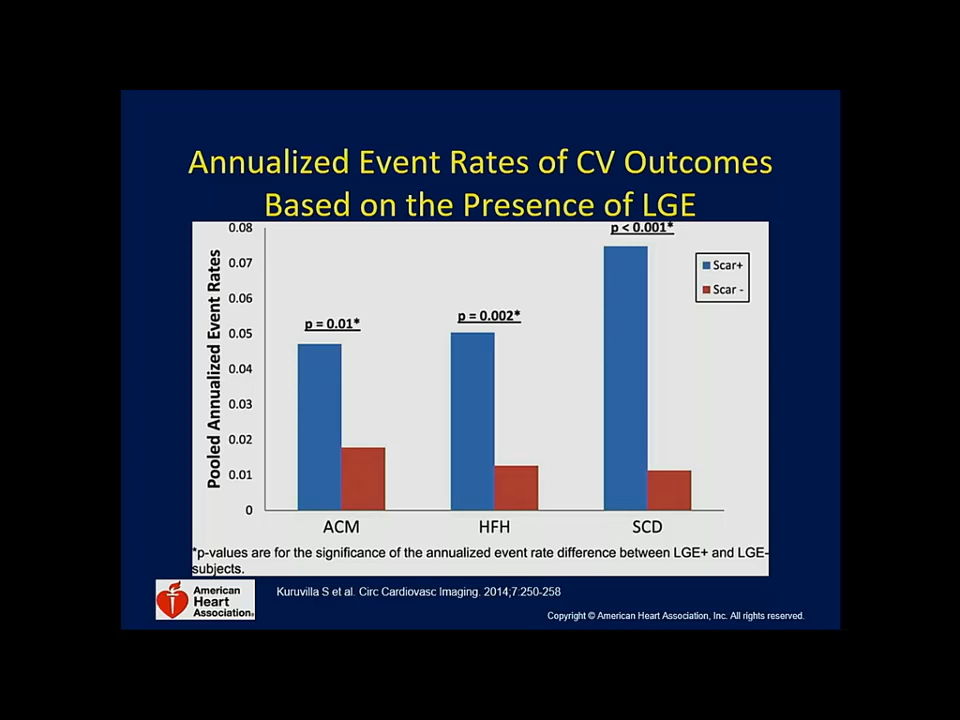 Annualized Event Rates of CV Outcomes
Based on the Presence of LGE
Pooled Annualized Event Rates
0.08
0.07
0.06
0.05
0.04
0.03
0.02
0.01
0
p = 0.01*
p = 0.002*
p < 0.001*
Scar+
Scar -
ACM
HFH
SCD
*p-values are for the significance of the annualized event rate difference between LGE+ and LGE-
subjects.
American
Heart
Association®
Kuruvilla S et al. Circ Cardiovasc Imaging. 2014;7:250-258
Copyright © American Heart Association, Inc. All rights reserved.